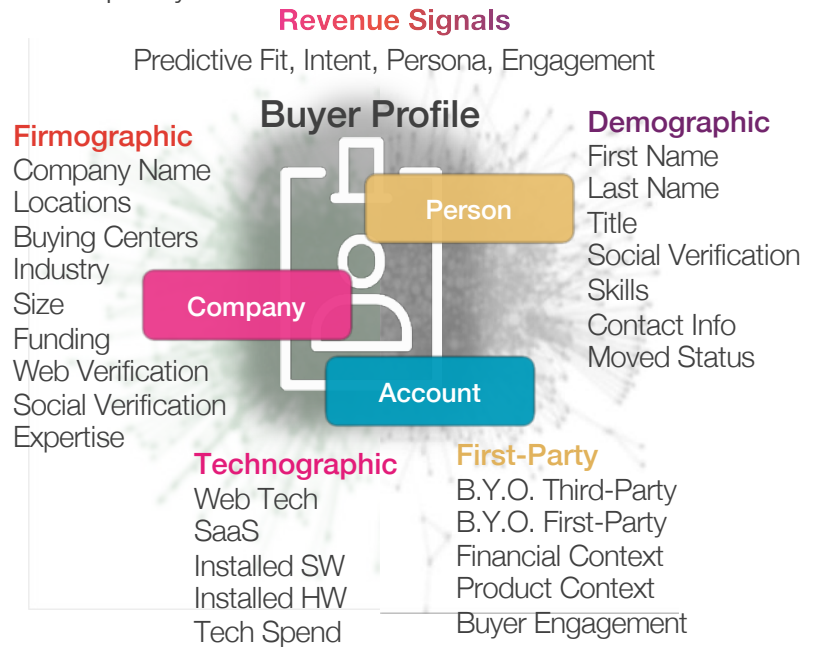 Revenue Signals
Predictive Fit, Intent, Persona, Engagement
Buyer Profile
Firmographic
Company Name
Locations
Buying Centers
Industry
Size
Funding
Web Verification
Social Verification
Expertise
Person
Company
Account
Demographic
First Name
Last Name
Title
Social Verification
Skills
Contact Info
Moved Status
Technographic
Web Tech
SaaS
Installed SW
Installed HW
Tech Spend
First-Party
B.Y.O. Third-Party
B.Y.O. First-Party
Financial Context
Product Context
Buyer Engagement